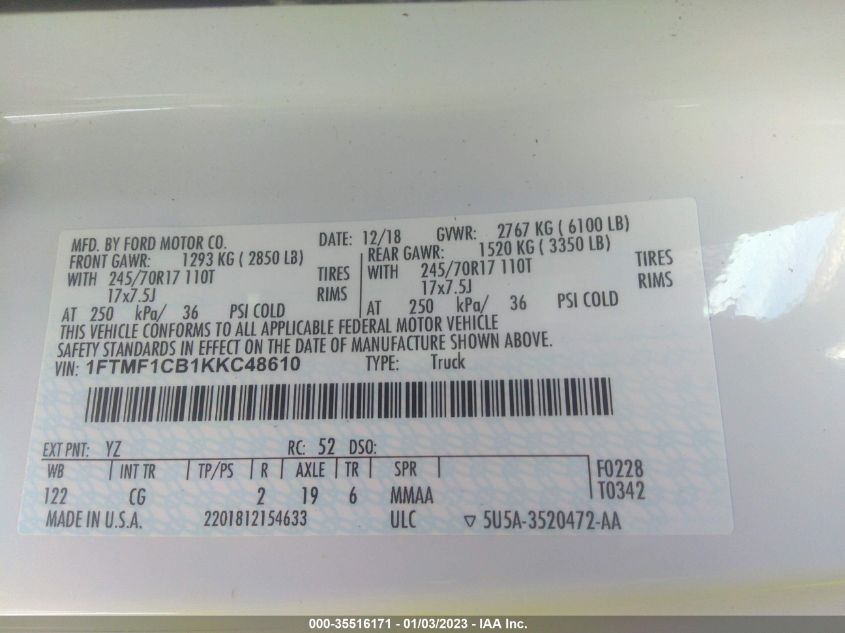 MFD. BY FORD MOTOR CO. DATE: 12/18 GVWR: 2767 KG ( 6100 LB)
FRONT GAWR: 1293 KG ( 2850 LB) REAR GAWR: 1520 KG ( 3350 LB)
WITH 245/70R17 110T TIRES WITH 245/70R17 110T TIRES
17x7.5J RIMS 17x7.5J RIMS
AT 250 kPa/ 36 PSI COLD AT 250 kPa/ 36 PSI COLD
THIS VEHICLE CONFORMS TO ALL APPLICABLE FEDERAL MOTOR VEHICLE
SAFETY STANDARDS IN EFFECT ON THE DATE OF MANUFACTURE SHOWN ABOVE.
VIN: 1FTMF1CB1KKC48610 TYPE: Truck
EXT PNT: YZ RC: 52 DSO:
WB INT TR TP/PS R AXLE TR SPR F0228
122 CG 2 19 6 MMAA T0342
MADE IN U.S.A. 2201812154633 ULC ▽ 5U5A-3520472-AA
000-35516171 - 01/03/2023 - IAA Inc.